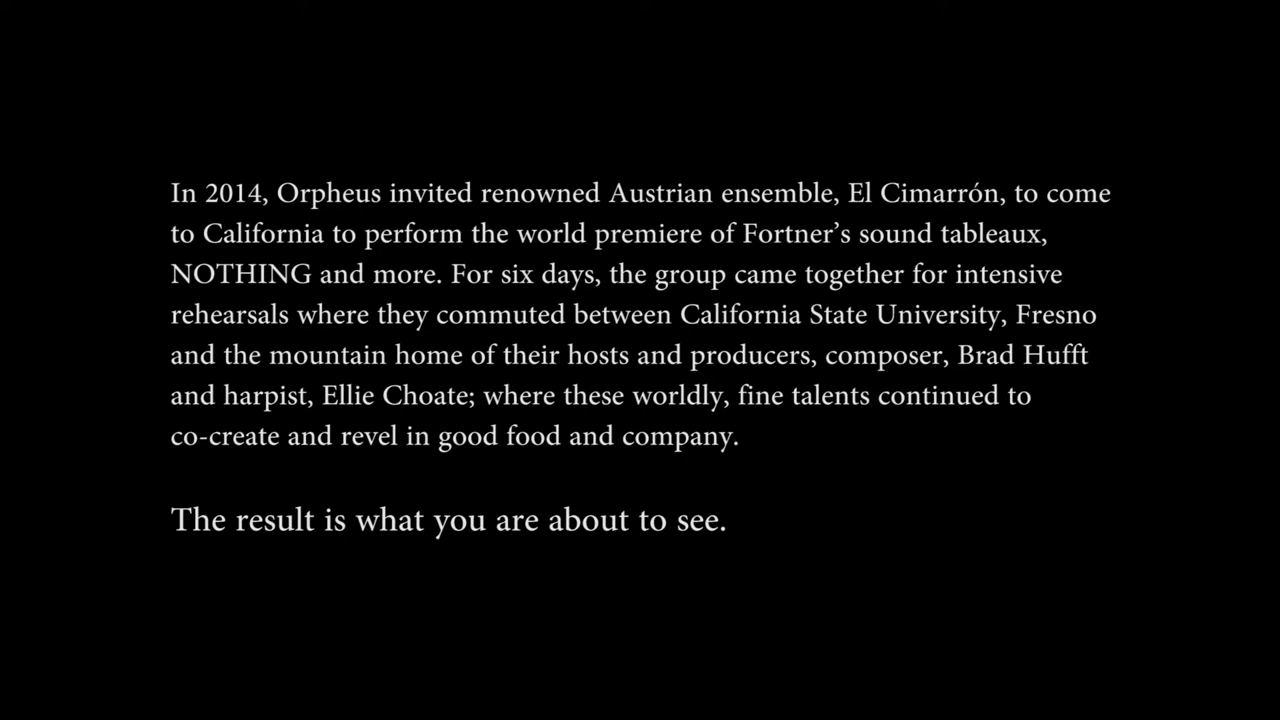 In 2014, Orpheus invited renowned Austrian ensemble, El Cimarrón, to come
to California to perform the world premiere of Fortner’s sound tableaux,
NOTHING and more. For six days, the group came together for intensive
rehearsals where they commuted between California State University, Fresno
and the mountain home of their hosts and producers, composer, Brad Hufft
and harpist, Ellie Choate; where these worldly, fine talents continued to
co-create and revel in good food and company.
The result is what you are about to see.